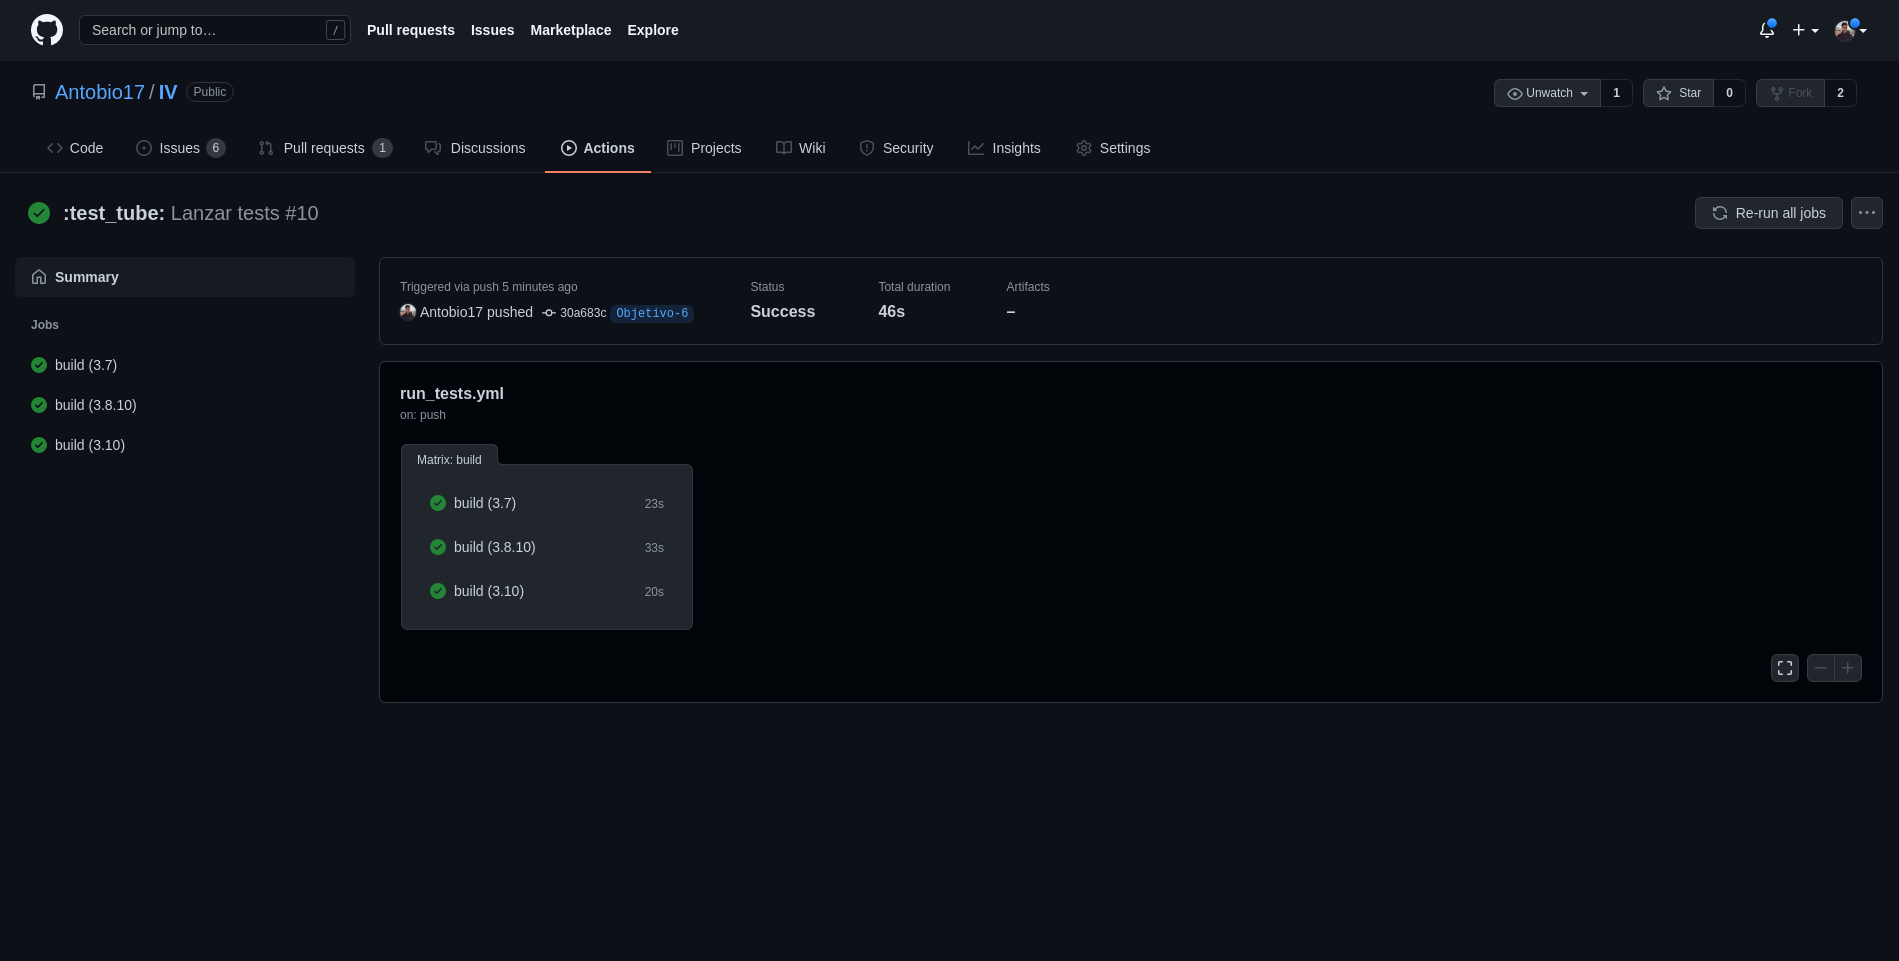 Search or jump to… /
Pull requests Issues Marketplace Explore
Antobio17 / IV Public
Unwatch 1 Star 0 Fork 2
Code Issues 6 Pull requests 1 Discussions Actions Projects Wiki Security Insights Settings
:test_tube: Lanzar tests #10
Re-run all jobs
Summary
Jobs
build (3.7)
build (3.8.10)
build (3.10)
Triggered via push 5 minutes ago
Antobio17 pushed 30a683c Objetivo-6
Status
Success
Total duration
46s
Artifacts
–
run_tests.yml
on: push
Matrix: build
build (3.7) 23s
build (3.8.10) 33s
build (3.10) 20s